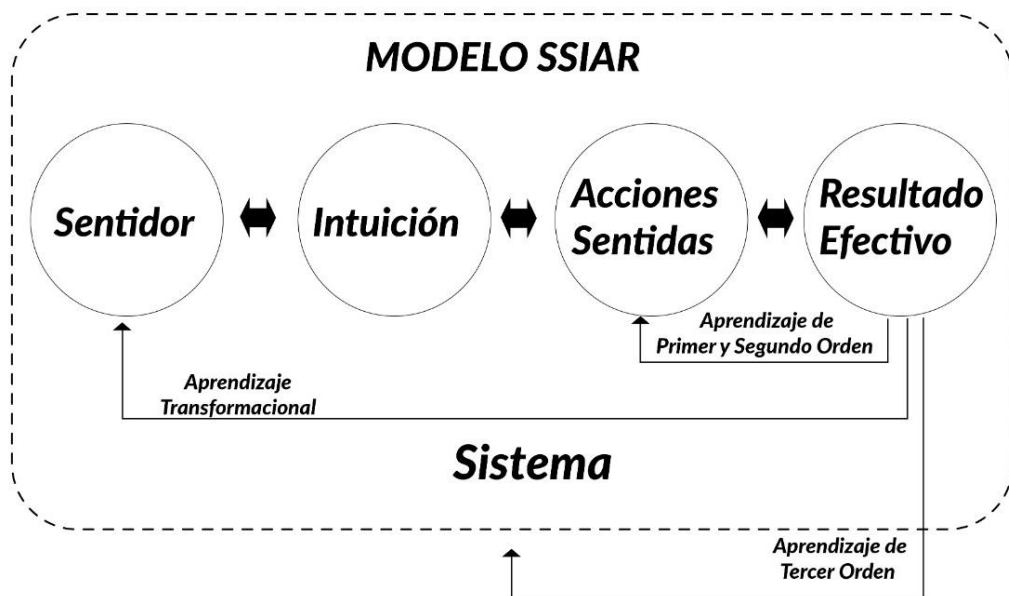 MODELO SSIAR
Sentidor
Intuición
Acciones
Sentidas
Resultado
Efectivo
Aprendizaje de
Primer y Segundo Orden
Aprendizaje
Transformacional
Sistema
Aprendizaje de
Tercer Orden